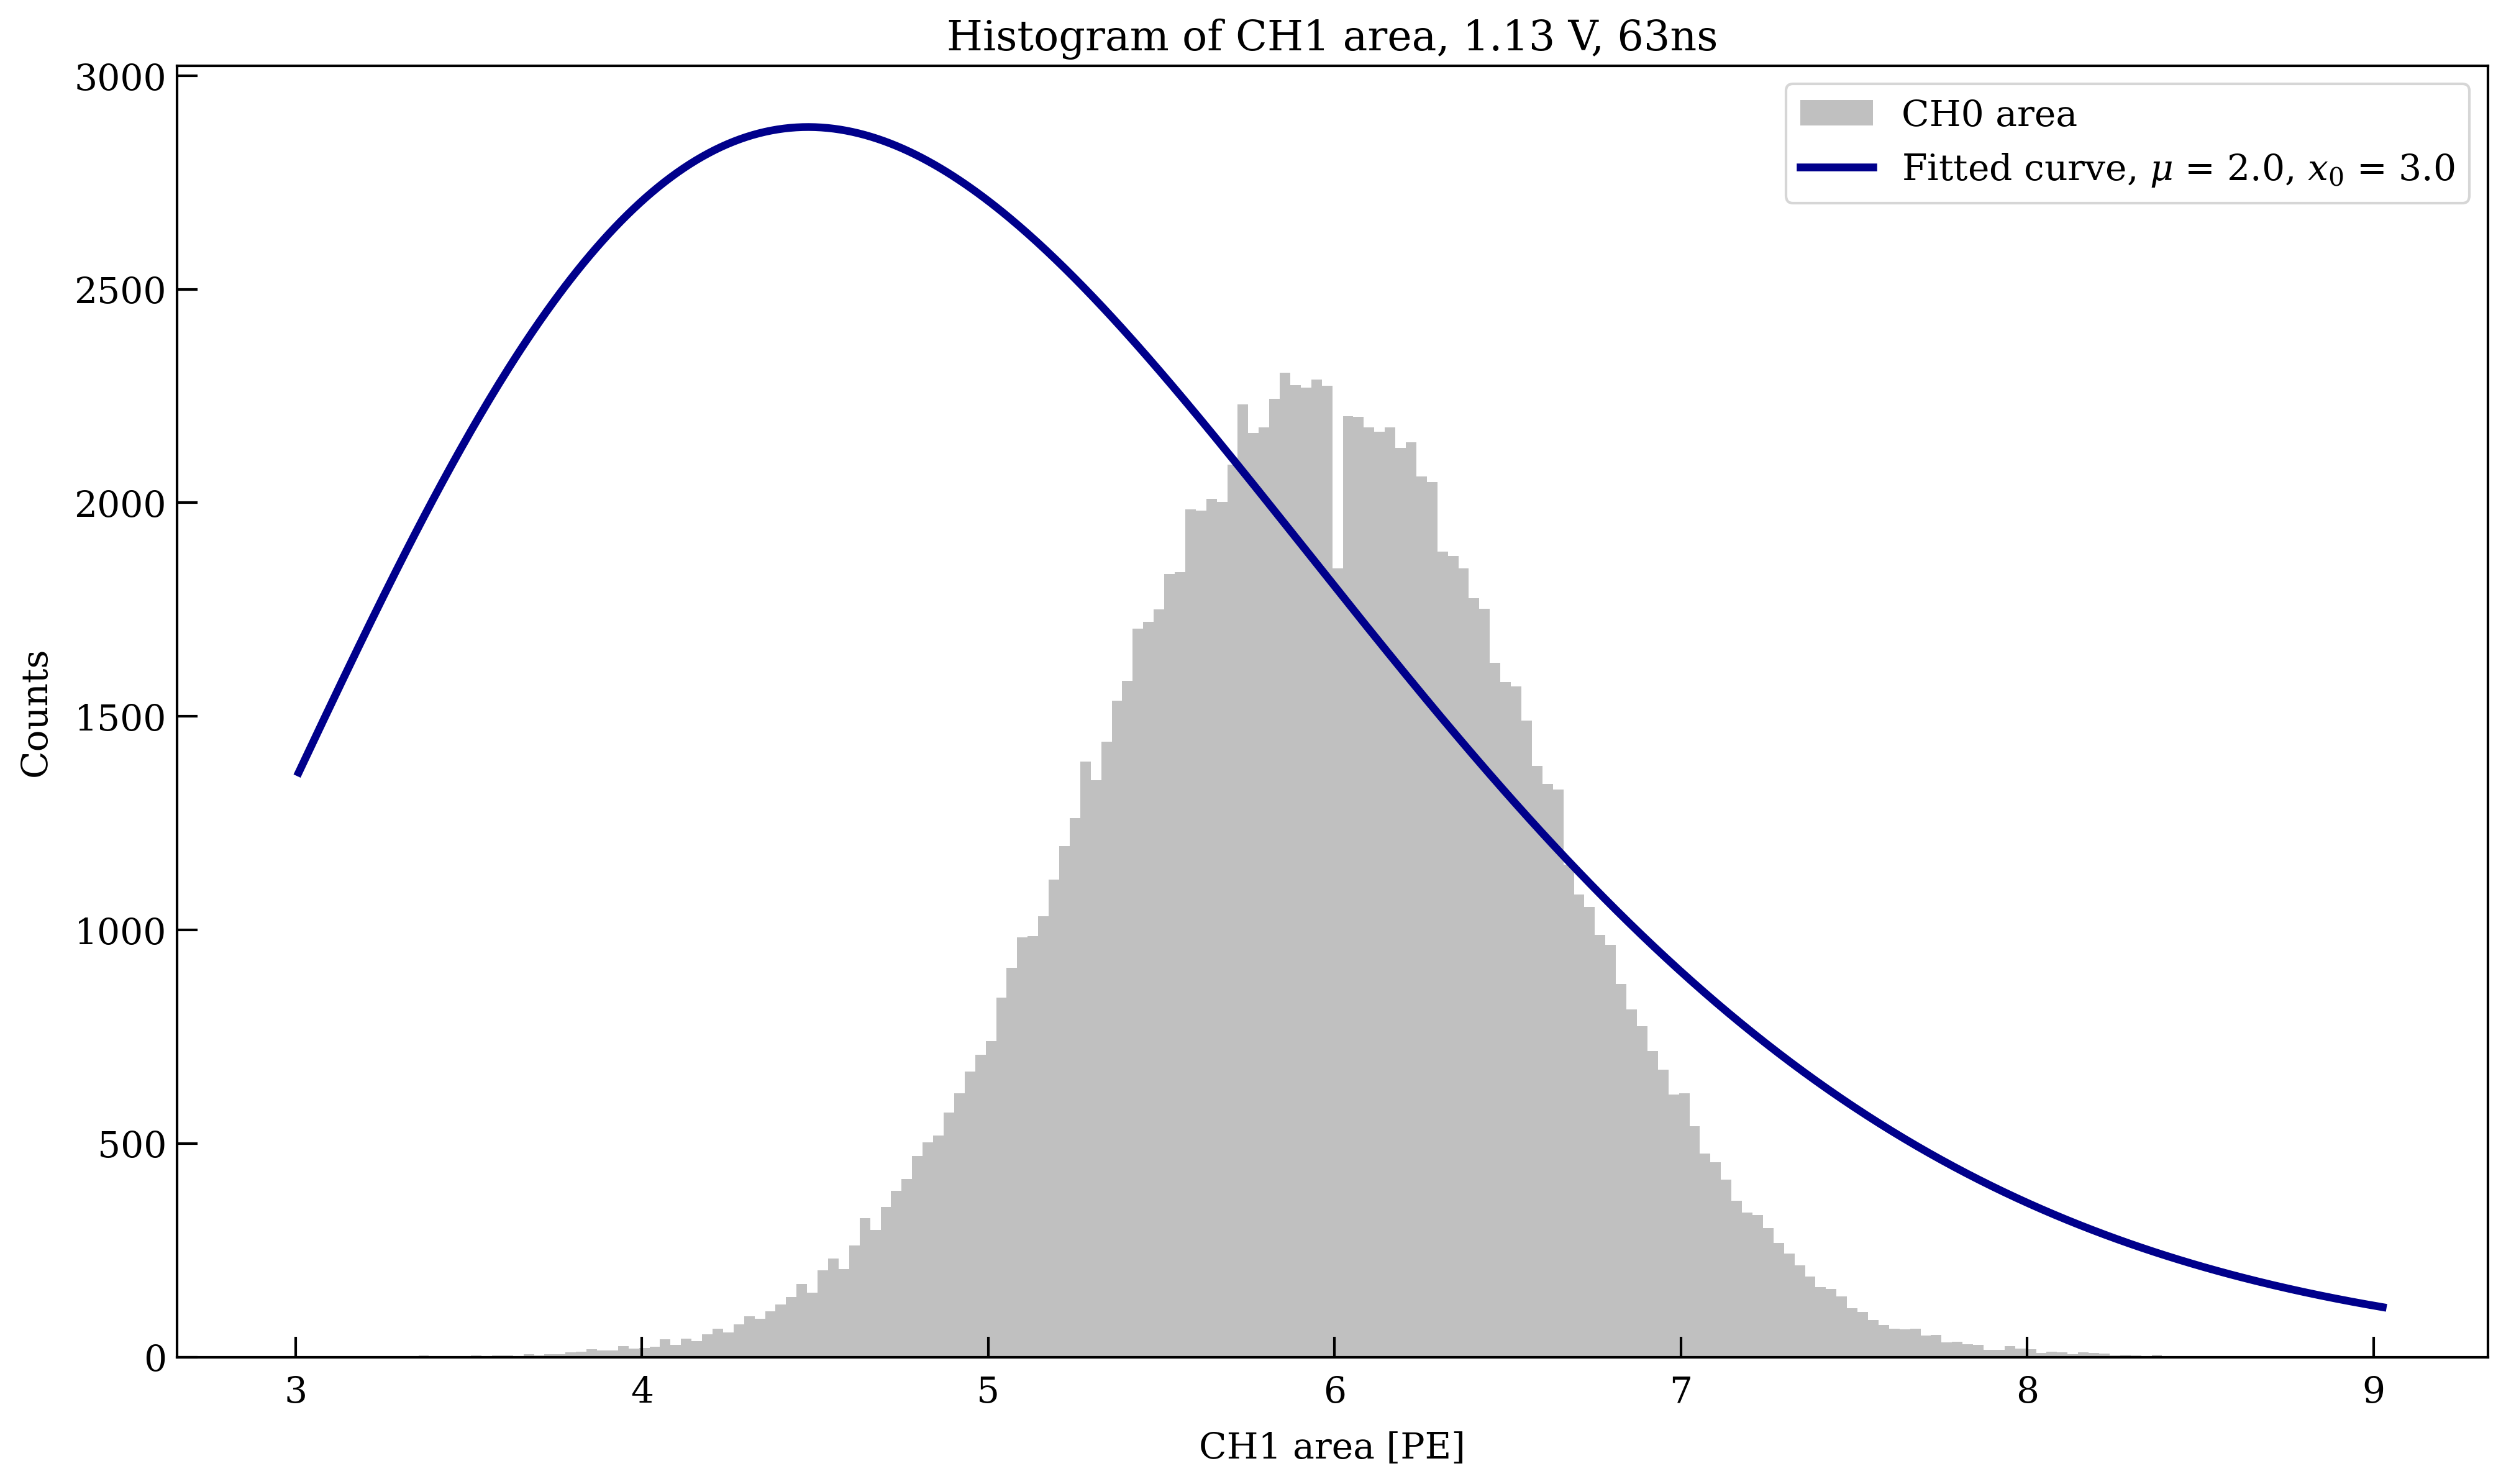 Histogram of CH1 area, 1.13 V, 63ns
CH0 area
Fitted curve, μ = 2.0, x₀ = 3.0
3000
2500
2000
1500
1000
500
0
Counts
3 4 5 6 7 8 9
CH1 area [PE]